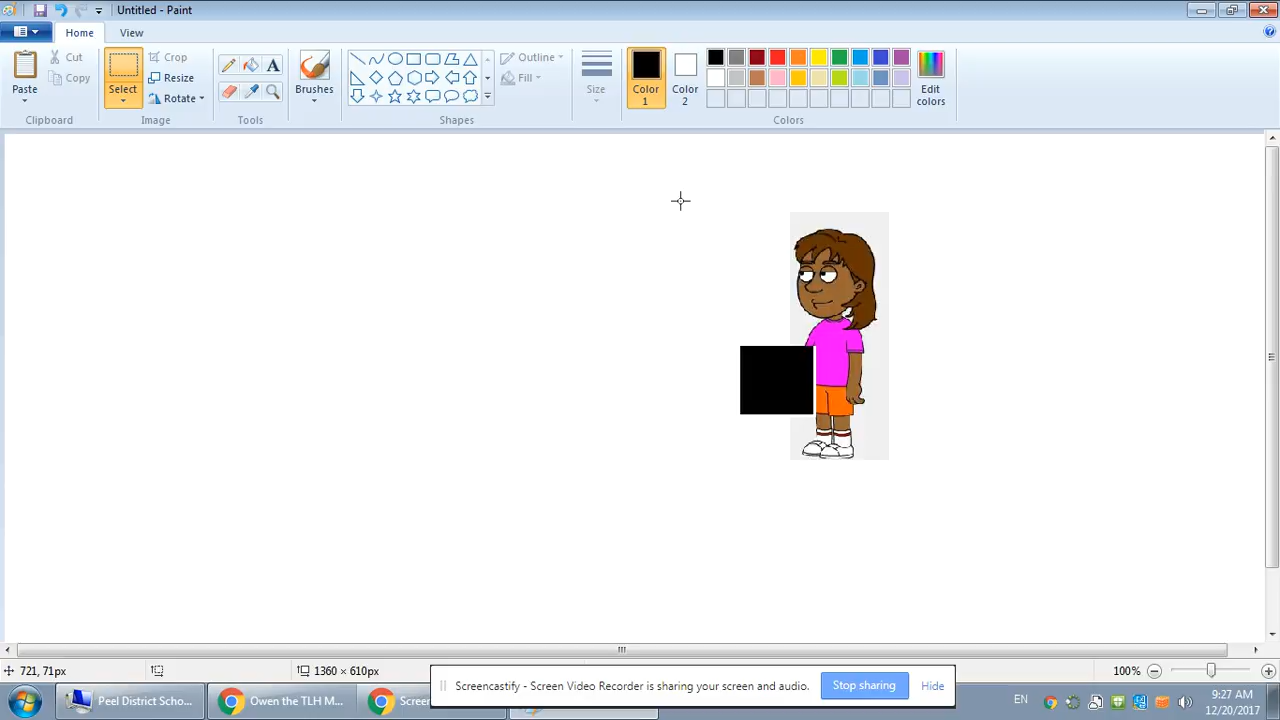 Untitled - Paint
Home View
Paste Cut Copy Clipboard
Select Crop Resize Rotate Image
A Tools
Brushes
Outline Fill Shapes
Size
Color 1 Color 2 Edit colors Colors
721, 71px 1360 × 610px 100%
Screencastify - Screen Video Recorder is sharing your screen and audio. Stop sharing Hide
Peel District Scho... Owen the TLH M... Scree EN 9:27 AM
12/20/2017